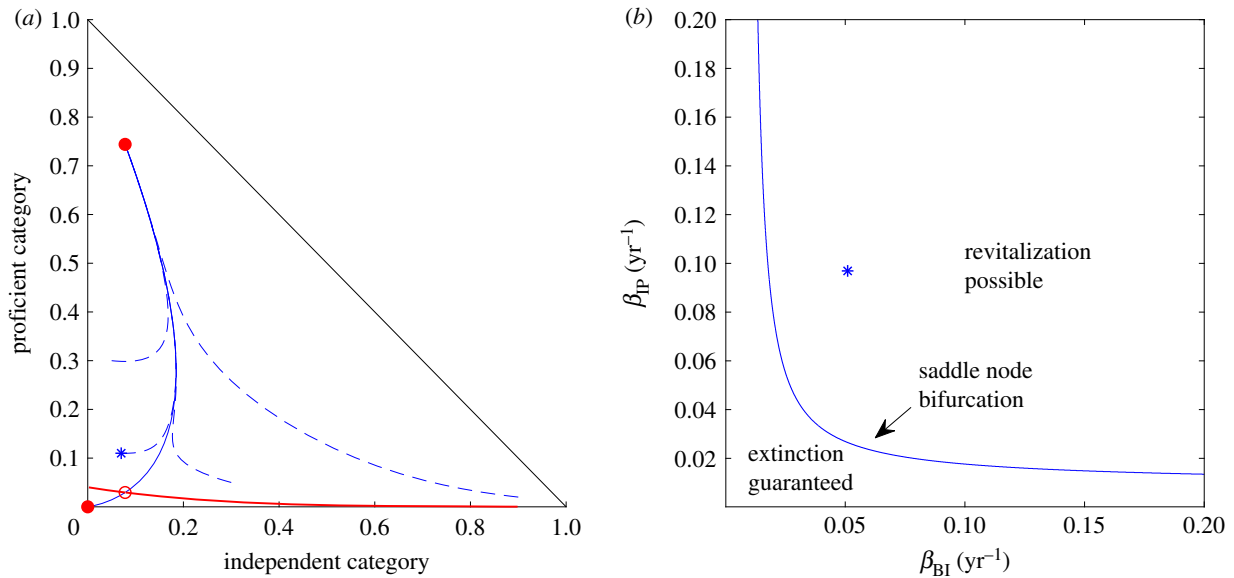 (a)
1.0
0.9
0.8
0.7
0.6
0.5
0.4
0.3
0.2
0.1
proficient category
0 0.2 0.4 0.6 0.8 1.0
independent category
(b)
0.20
0.18
0.16
0.14
0.12
0.10
0.08
0.06
0.04
0.02
β_IP (yr⁻¹)
revitalization
possible
saddle node
bifurcation
extinction
guaranteed
0.05 0.10 0.15 0.20
β_BI (yr⁻¹)